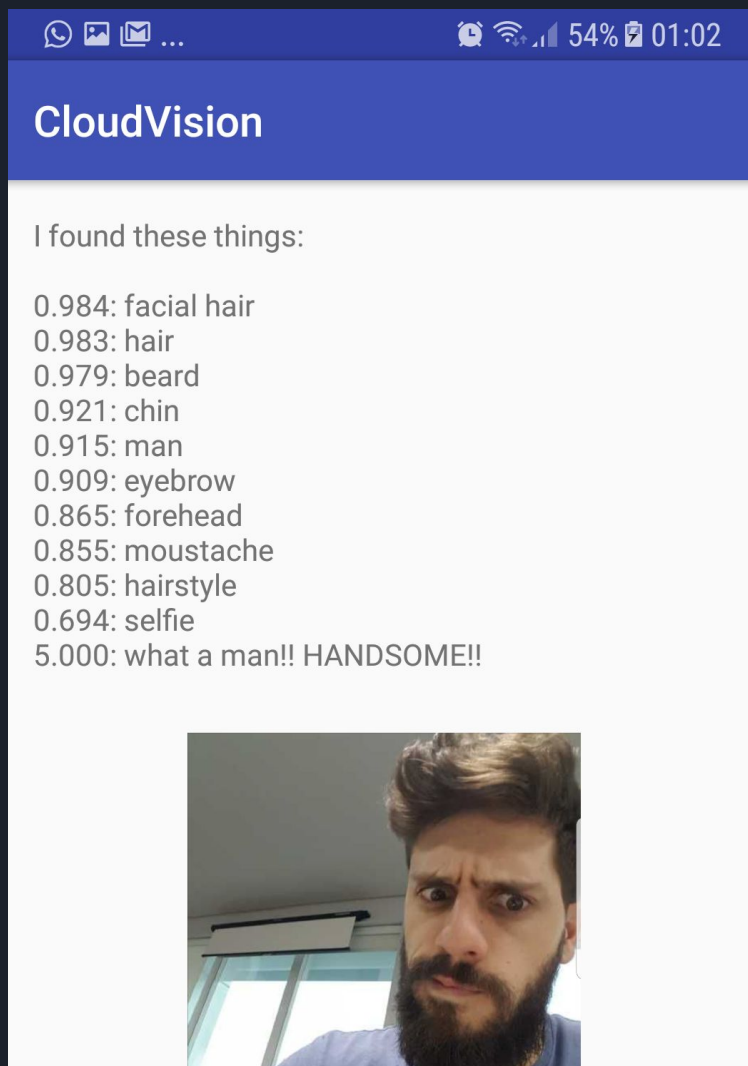 ... 54% 01:02
CloudVision
I found these things:
0.984: facial hair
0.983: hair
0.979: beard
0.921: chin
0.915: man
0.909: eyebrow
0.865: forehead
0.855: moustache
0.805: hairstyle
0.694: selfie
5.000: what a man!! HANDSOME!!